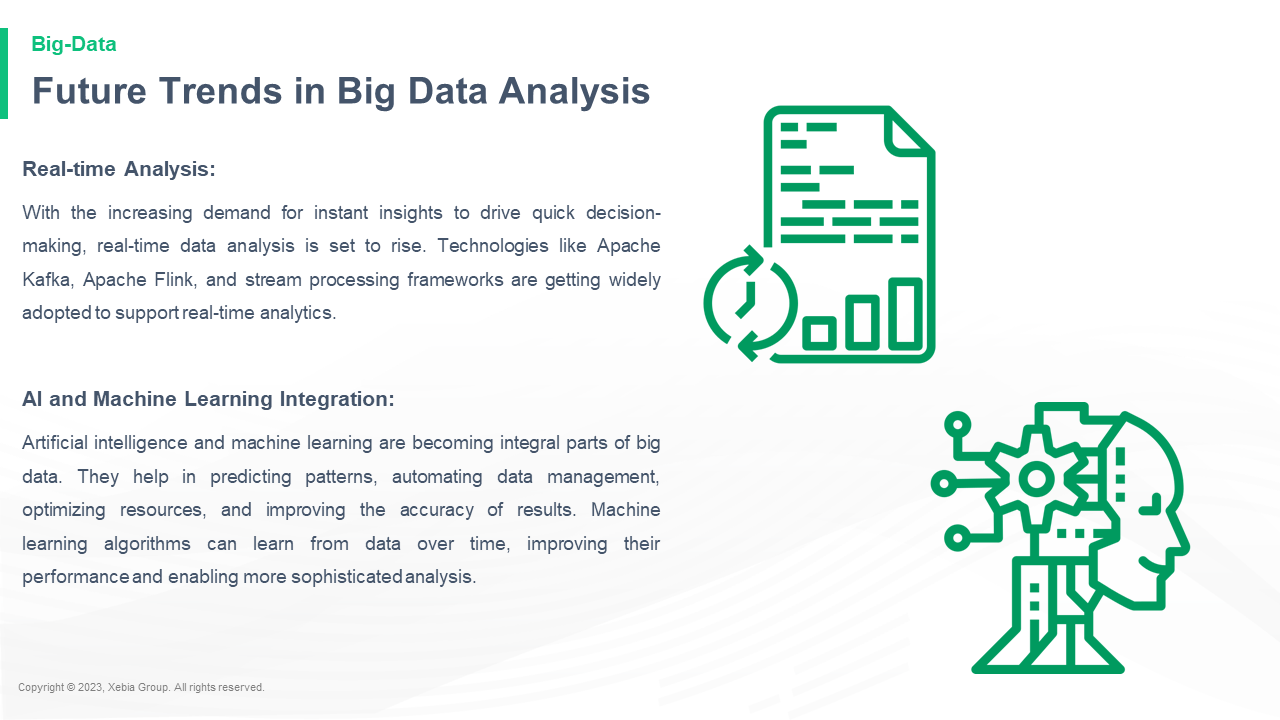 Big-Data
Future Trends in Big Data Analysis
Real-time Analysis:
With the increasing demand for instant insights to drive quick decision-
making, real-time data analysis is set to rise. Technologies like Apache
Kafka, Apache Flink, and stream processing frameworks are getting widely
adopted to support real-time analytics.
AI and Machine Learning Integration:
Artificial intelligence and machine learning are becoming integral parts of big
data. They help in predicting patterns, automating data management,
optimizing resources, and improving the accuracy of results. Machine
learning algorithms can learn from data over time, improving their
performance and enabling more sophisticated analysis.
Copyright © 2023, Xebia Group. All rights reserved.